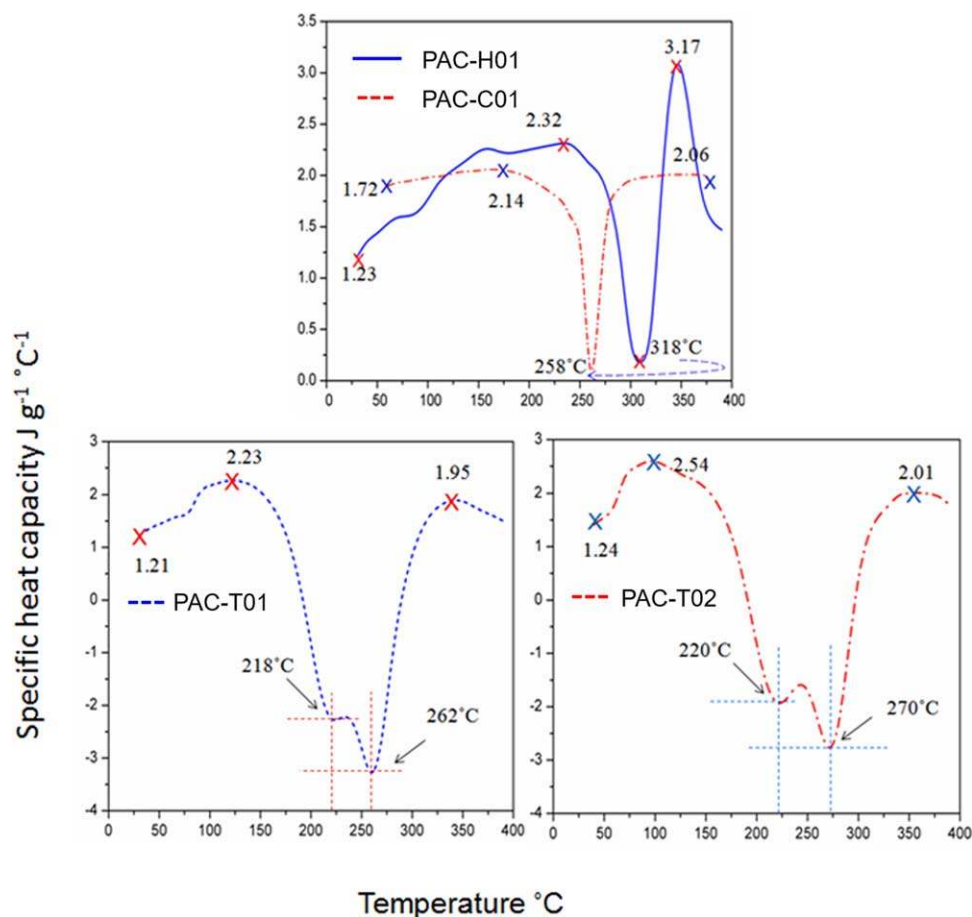 Specific heat capacity J g⁻¹ °C⁻¹
3.5
3.0
2.5
2.0
1.5
1.0
0.5
0.0
PAC-H01
PAC-C01
3.17
2.32
2.06
1.72
2.14
1.23
258°C
318°C
0 50 100 150 200 250 300 350 400
3
2
1
0
-1
-2
-3
-4
2.23
1.95
1.21
PAC-T01
218°C
262°C
0 50 100 150 200 250 300 350 400
3
2
1
0
-1
-2
-3
-4
2.54
2.01
1.24
PAC-T02
220°C
270°C
0 50 100 150 200 250 300 350 400
Temperature °C